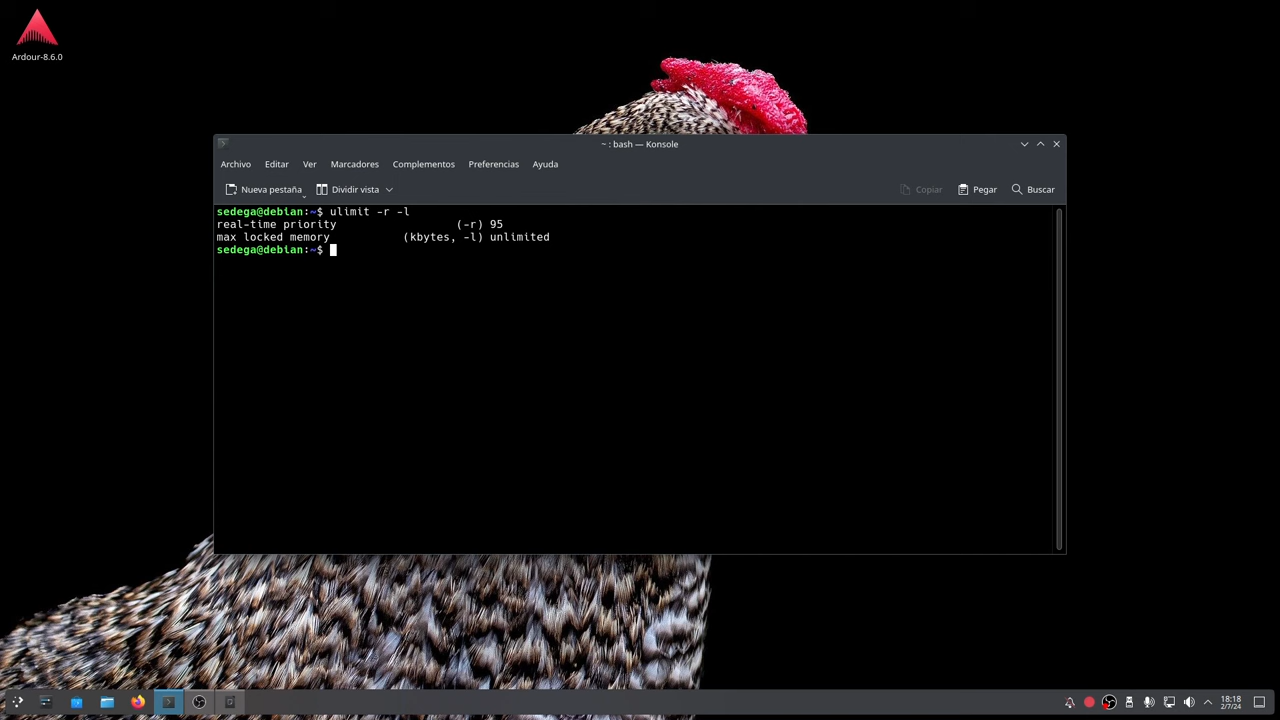 Ardour-8.6.0
~ : bash — Konsole
Archivo Editar Ver Marcadores Complementos Preferencias Ayuda
Nueva pestaña Dividir vista Copiar Pegar Buscar
sedega@debian:~$ ulimit -r -l
real-time priority (-r) 95
max locked memory (kbytes, -l) unlimited
sedega@debian:~$
18:18
2/7/24